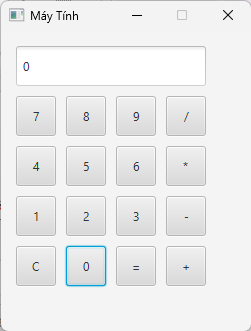 Máy Tính
0
7 8 9 /
4 5 6 *
1 2 3 -
C 0 = +